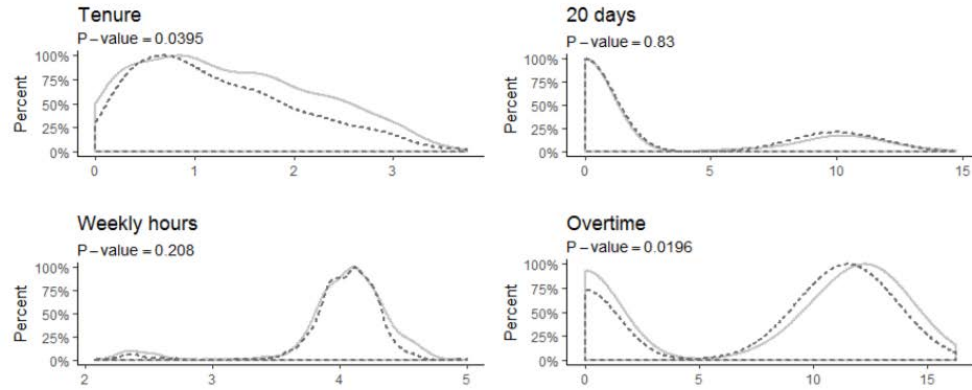 Tenure
P – value = 0.0395
Percent
100%
75%
50%
25%
0%
0 1 2 3
20 days
P – value = 0.83
Percent
100%
75%
50%
25%
0%
0 5 10 15
Weekly hours
P – value = 0.208
Percent
100%
75%
50%
25%
0%
2 3 4 5
Overtime
P – value = 0.0196
Percent
100%
75%
50%
25%
0%
0 5 10 15